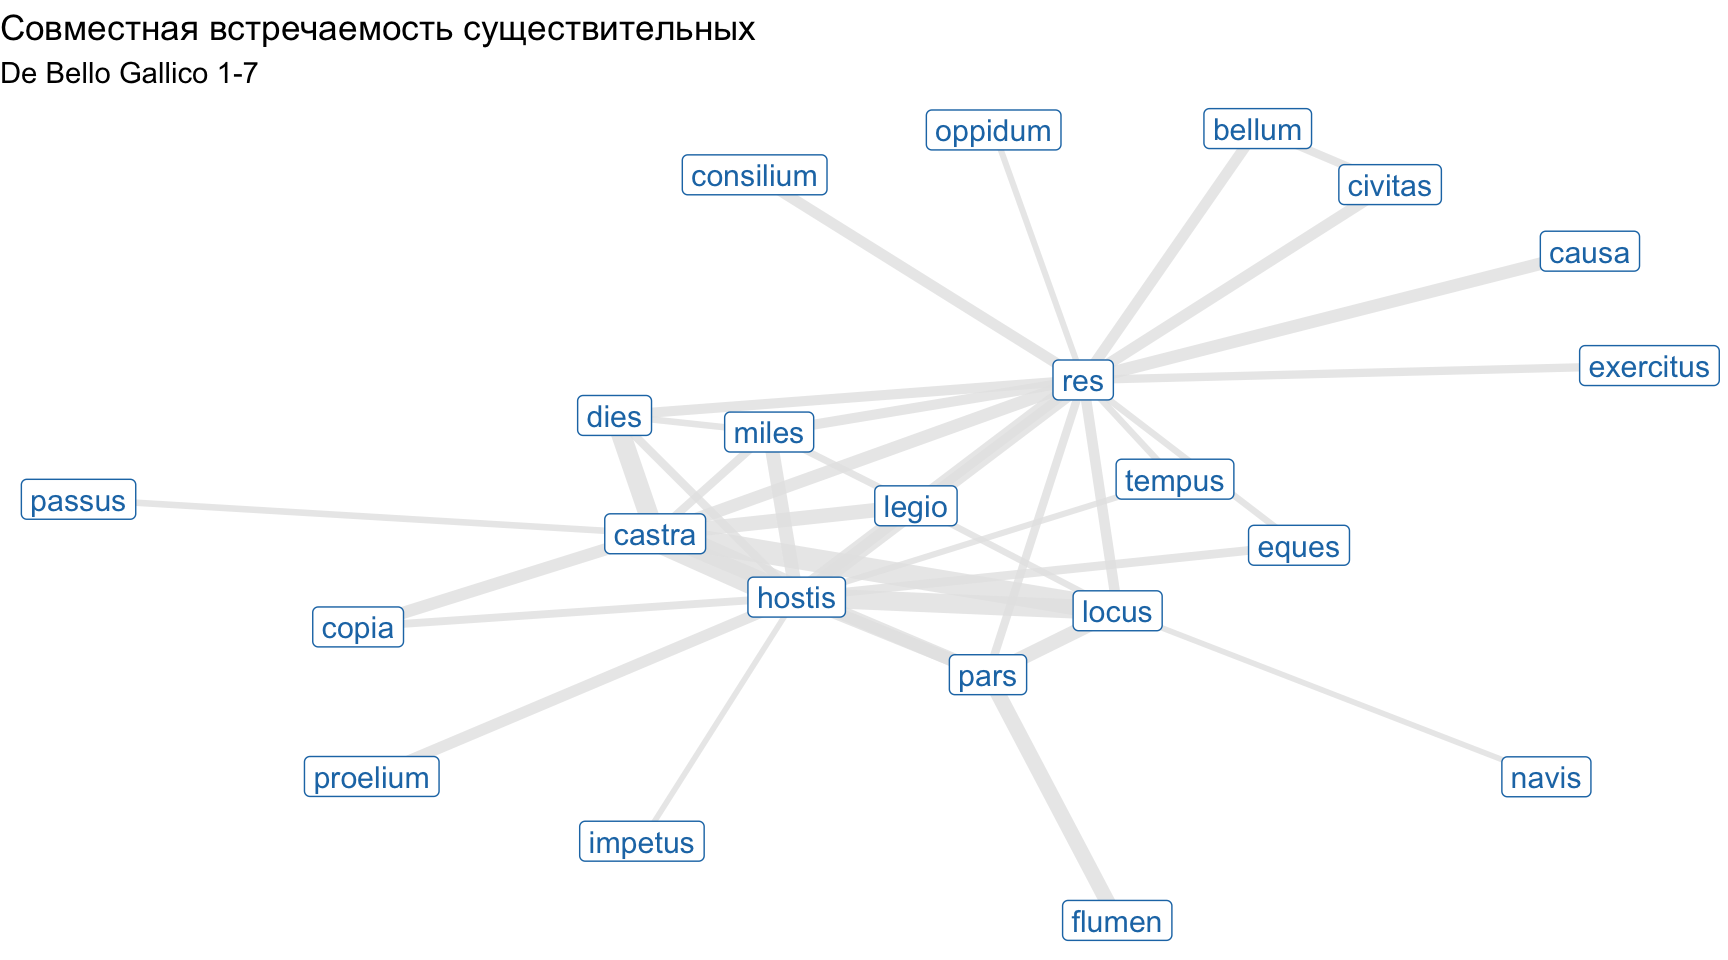 Совместная встречаемость существительных
De Bello Gallico 1-7
oppidum
bellum
consilium
civitas
causa
exercitus
res
dies
miles
tempus
passus
legio
castra
eques
hostis
locus
copia
pars
proelium
navis
impetus
flumen